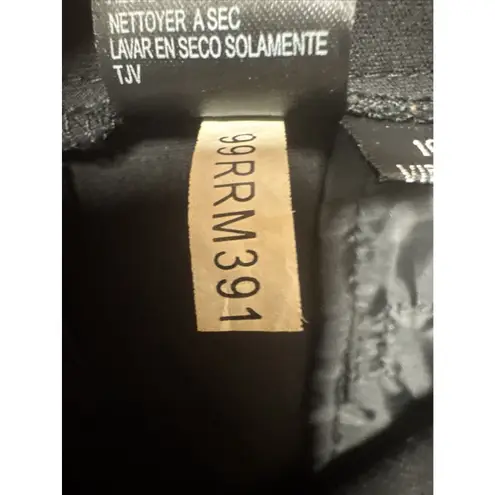 NETTOYER A SEC
LAVAR EN SECO SOLAMENTE
TJV
99RRM391